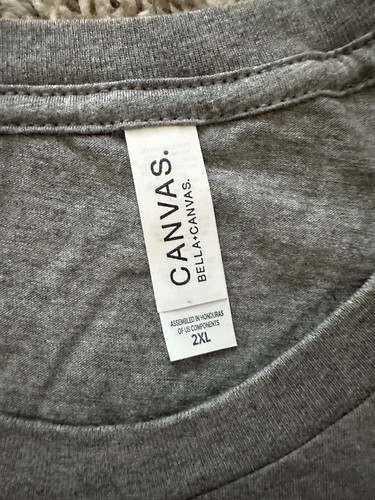 CANVAS.
BELLA+CANVAS.
ASSEMBLED IN HONDURAS
OF US COMPONENTS
2XL